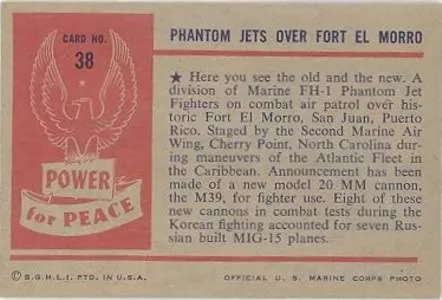 CARD NO.
38
POWER
for PEACE
PHANTOM JETS OVER FORT EL MORRO
★ Here you see the old and the new. A
division of Marine FH-1 Phantom Jet
Fighters on combat air patrol over his-
toric Fort El Morro, San Juan, Puerto
Rico. Staged by the Second Marine Air
Wing, Cherry Point, North Carolina dur-
ing maneuvers of the Atlantic Fleet in
the Caribbean. Announcement has been
made of a new model 20 MM cannon,
the M39, for fighter use. Eight of these
new cannons in combat tests during the
Korean fighting accounted for seven Rus-
sian built MIG-15 planes.
© B.G.H.L.I. PTD. IN U.S.A.
OFFICIAL U. S. MARINE CORPS PHOTO